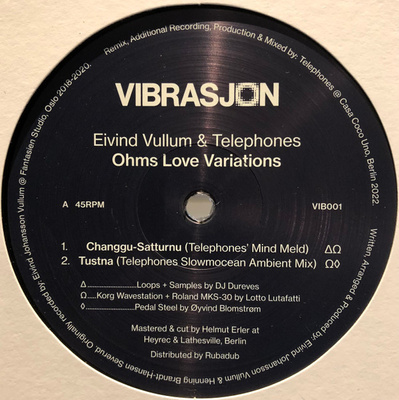 VIBRASJON
Eivind Vullum & Telephones
Ohms Love Variations
A 45RPM
VIB001
1. Changgu-Satturnu (Telephones' Mind Meld) ΔΩ
2. Tustna (Telephones Slowmocean Ambient Mix) Ω◊
Δ..............................Loops + Samples by DJ Dureves
Ω....Korg Wavestation + Roland MKS-30 by Lotto Lutafatti
◊..............................Pedal Steel by Øyvind Blomstrøm
Mastered & cut by Helmut Erler at
Heyrec & Lathesville, Berlin
Distributed by Rubadub
Written, Arranged & Produced by: Eivind Johansson Vullum & Henning Brandt-Hansen Severud. Originally recorded by: Eivind Johansson Vullum @ Fantasien Studio, Oslo 2018-2020. Remix, Additional Recording, Production & Mixed by: Telephones @ Casa Coco Uno, Berlin 2022.